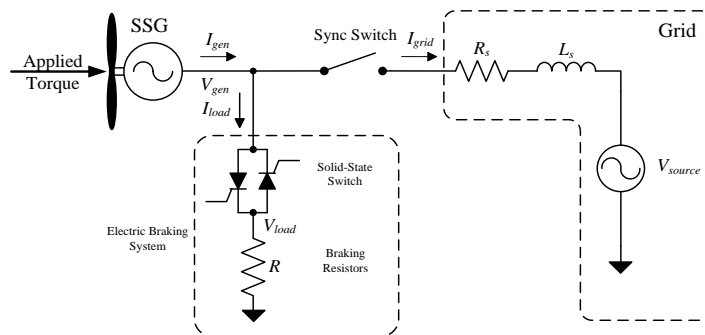 SSG
Applied
Torque
I_gen
V_gen
I_load
Sync Switch
I_grid
R_s
L_s
Grid
V_source
Solid-State
Switch
V_load
Electric Braking
System
R
Braking
Resistors